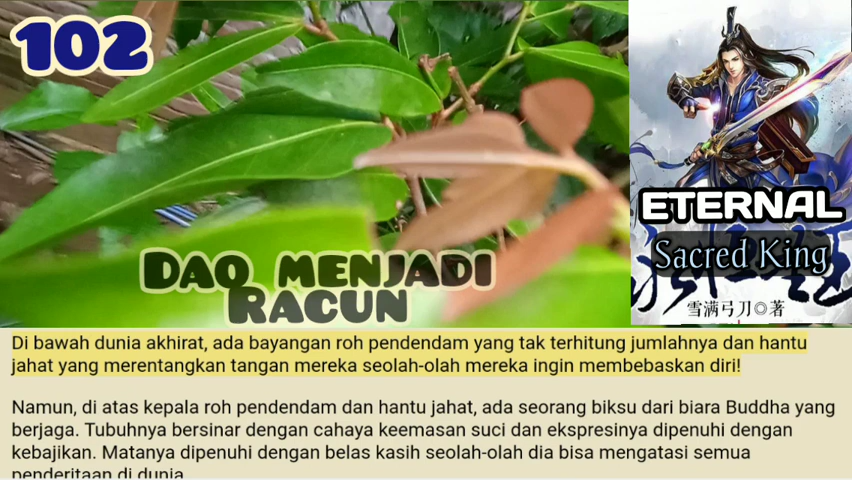 102
DAO MENJADI
RACUN
ETERNAL
Sacred King
雪满弓刀◎著
Di bawah dunia akhirat, ada bayangan roh pendendam yang tak terhitung jumlahnya dan hantu
jahat yang merentangkan tangan mereka seolah-olah mereka ingin membebaskan diri!
Namun, di atas kepala roh pendendam dan hantu jahat, ada seorang biksu dari biara Buddha yang
berjaga. Tubuhnya bersinar dengan cahaya keemasan suci dan ekspresinya dipenuhi dengan
kebajikan. Matanya dipenuhi dengan belas kasih seolah-olah dia bisa mengatasi semua
penderitaan di dunia